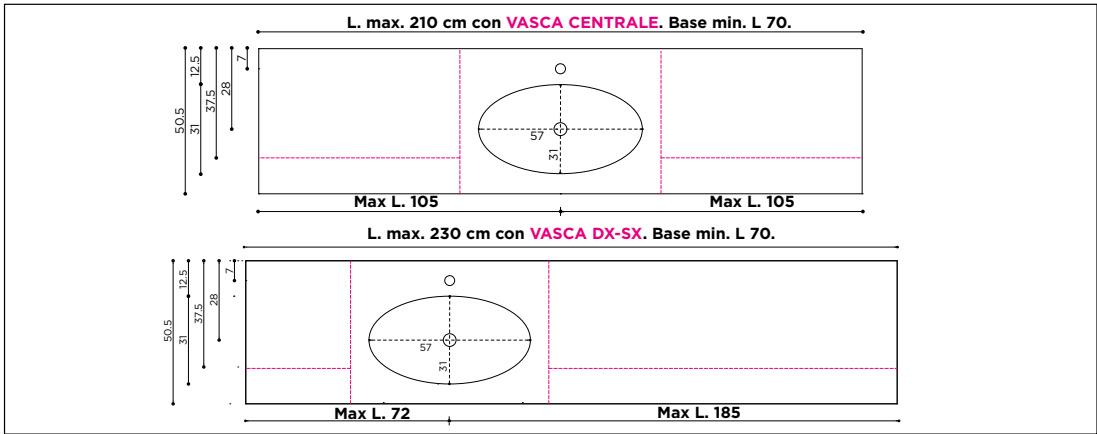 L. max. 210 cm con VASCA CENTRALE. Base min. L 70.
50.5
12.5
31
37.5
28
7
57
31
Max L. 105
Max L. 105
L. max. 230 cm con VASCA DX-SX. Base min. L 70.
50.5
12.5
31
37.5
28
7
57
31
Max L. 72
Max L. 185